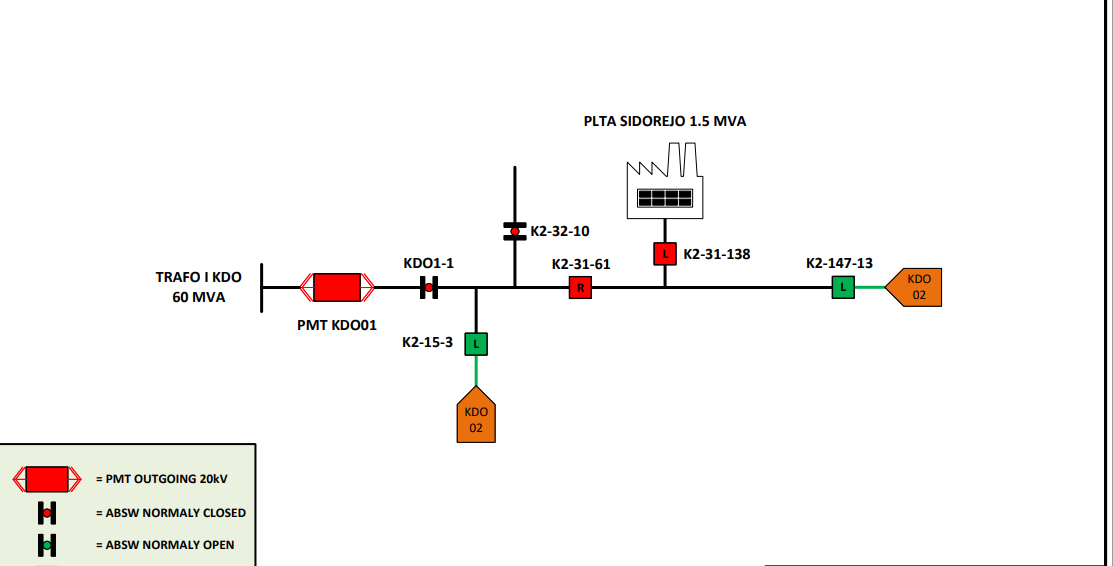 PLTA SIDOREJO 1.5 MVA
K2-32-10
KDO1-1
K2-31-61
L
K2-31-138
K2-147-13
TRAFO I KDO
60 MVA
R
L
KDO
02
PMT KDO01
K2-15-3
L
KDO
02
= PMT OUTGOING 20kV
= ABSW NORMALY CLOSED
= ABSW NORMALY OPEN